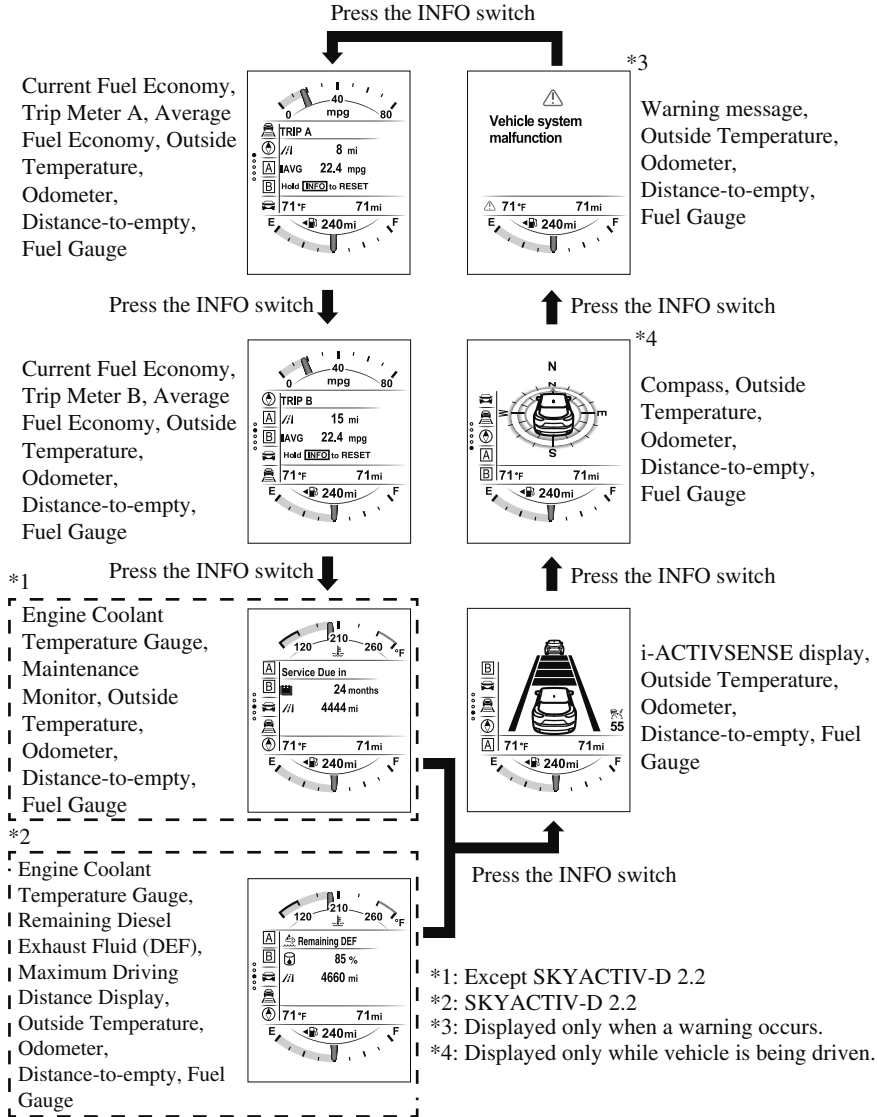 Press the INFO switch
Current Fuel Economy,
Trip Meter A, Average
Fuel Economy, Outside
Temperature,
Odometer,
Distance-to-empty,
Fuel Gauge
0 40 80
mpg
TRIP A
8 mi
AVG 22.4 mpg
Hold INFO to RESET
A
B
71°F 71mi
E 240mi F
*3
Vehicle system
malfunction
71°F 71mi
E 240mi F
Warning message,
Outside Temperature,
Odometer,
Distance-to-empty,
Fuel Gauge
Press the INFO switch
Press the INFO switch
Current Fuel Economy,
Trip Meter B, Average
Fuel Economy, Outside
Temperature,
Odometer,
Distance-to-empty,
Fuel Gauge
0 40 80
mpg
TRIP B
15 mi
AVG 22.4 mpg
Hold INFO to RESET
A
B
71°F 71mi
E 240mi F
*4
N
N
W E
S
A
B
71°F 71mi
E 240mi F
Compass, Outside
Temperature,
Odometer,
Distance-to-empty,
Fuel Gauge
Press the INFO switch
Press the INFO switch
*1
Engine Coolant
Temperature Gauge,
Maintenance
Monitor, Outside
Temperature,
Odometer,
Distance-to-empty,
Fuel Gauge
120 210 260 °F
A
B
Service Due in
24 months
4444 mi
71°F 71mi
E 240mi F
B
A
55
71°F 71mi
E 240mi F
i-ACTIVSENSE display,
Outside Temperature,
Odometer,
Distance-to-empty, Fuel
Gauge
Press the INFO switch
*2
Engine Coolant
Temperature Gauge,
Remaining Diesel
Exhaust Fluid (DEF),
Maximum Driving
Distance Display,
Outside Temperature,
Odometer,
Distance-to-empty, Fuel
Gauge
120 210 260 °F
A
B
Remaining DEF
85 %
4660 mi
71°F 71mi
E 240mi F
*1: Except SKYACTIV-D 2.2
*2: SKYACTIV-D 2.2
*3: Displayed only when a warning occurs.
*4: Displayed only while vehicle is being driven.